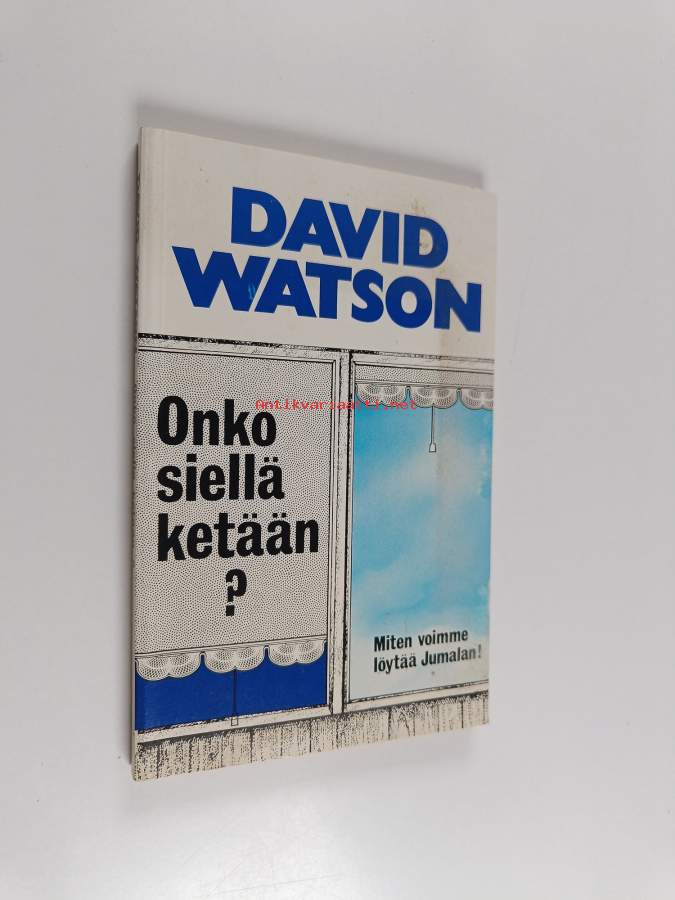 DAVID
WATSON
Antikvariaatti.net
Onko
siellä
ketään
?
Miten voimme
löytää Jumalan!